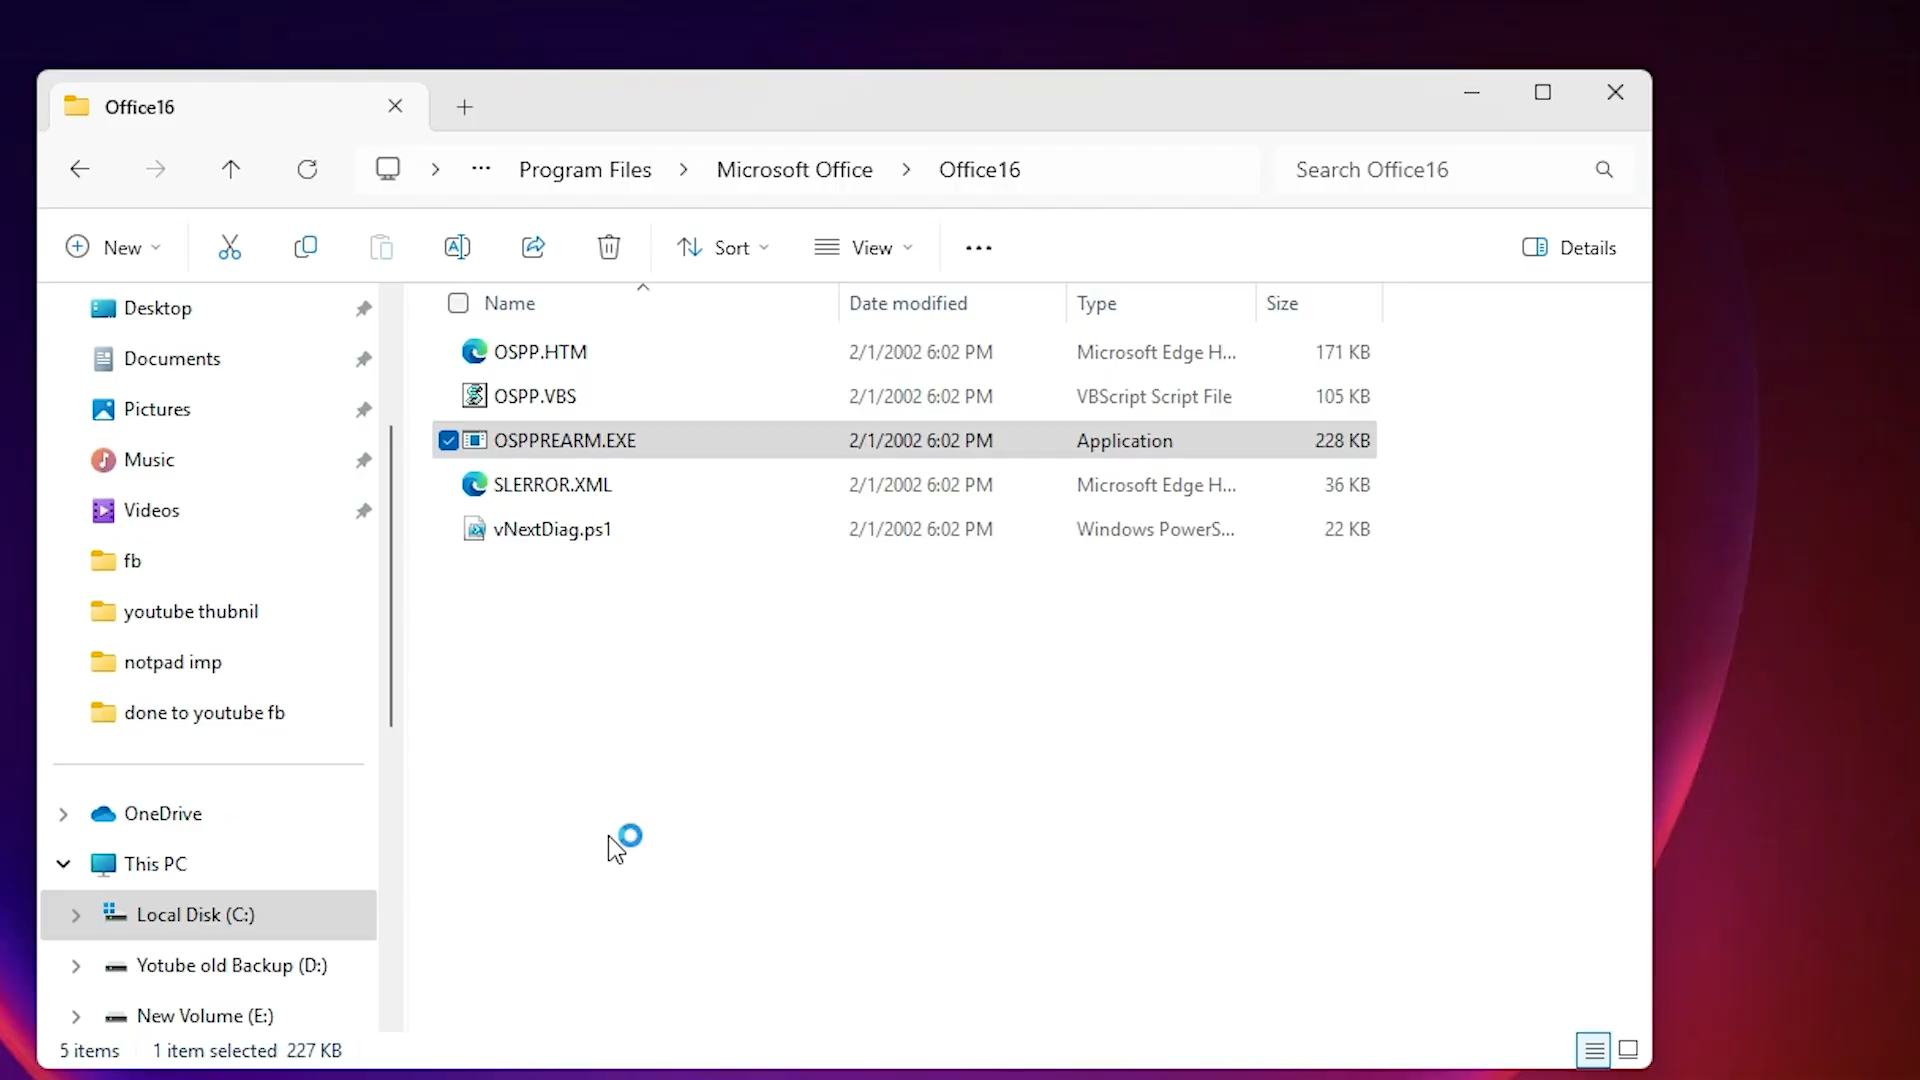 Office16
Program Files Microsoft Office Office16
Search Office16
New Sort View Details
Name Date modified Type Size
OSPP.HTM 2/1/2002 6:02 PM Microsoft Edge H... 171 KB
OSPP.VBS 2/1/2002 6:02 PM VBScript Script File 105 KB
OSPPREARM.EXE 2/1/2002 6:02 PM Application 228 KB
SLERROR.XML 2/1/2002 6:02 PM Microsoft Edge H... 36 KB
vNextDiag.ps1 2/1/2002 6:02 PM Windows PowerS... 22 KB
Desktop
Documents
Pictures
Music
Videos
fb
youtube thubnil
notpad imp
done to youtube fb
OneDrive
This PC
Local Disk (C:)
Yotube old Backup (D:)
New Volume (E:)
5 items 1 item selected 227 KB